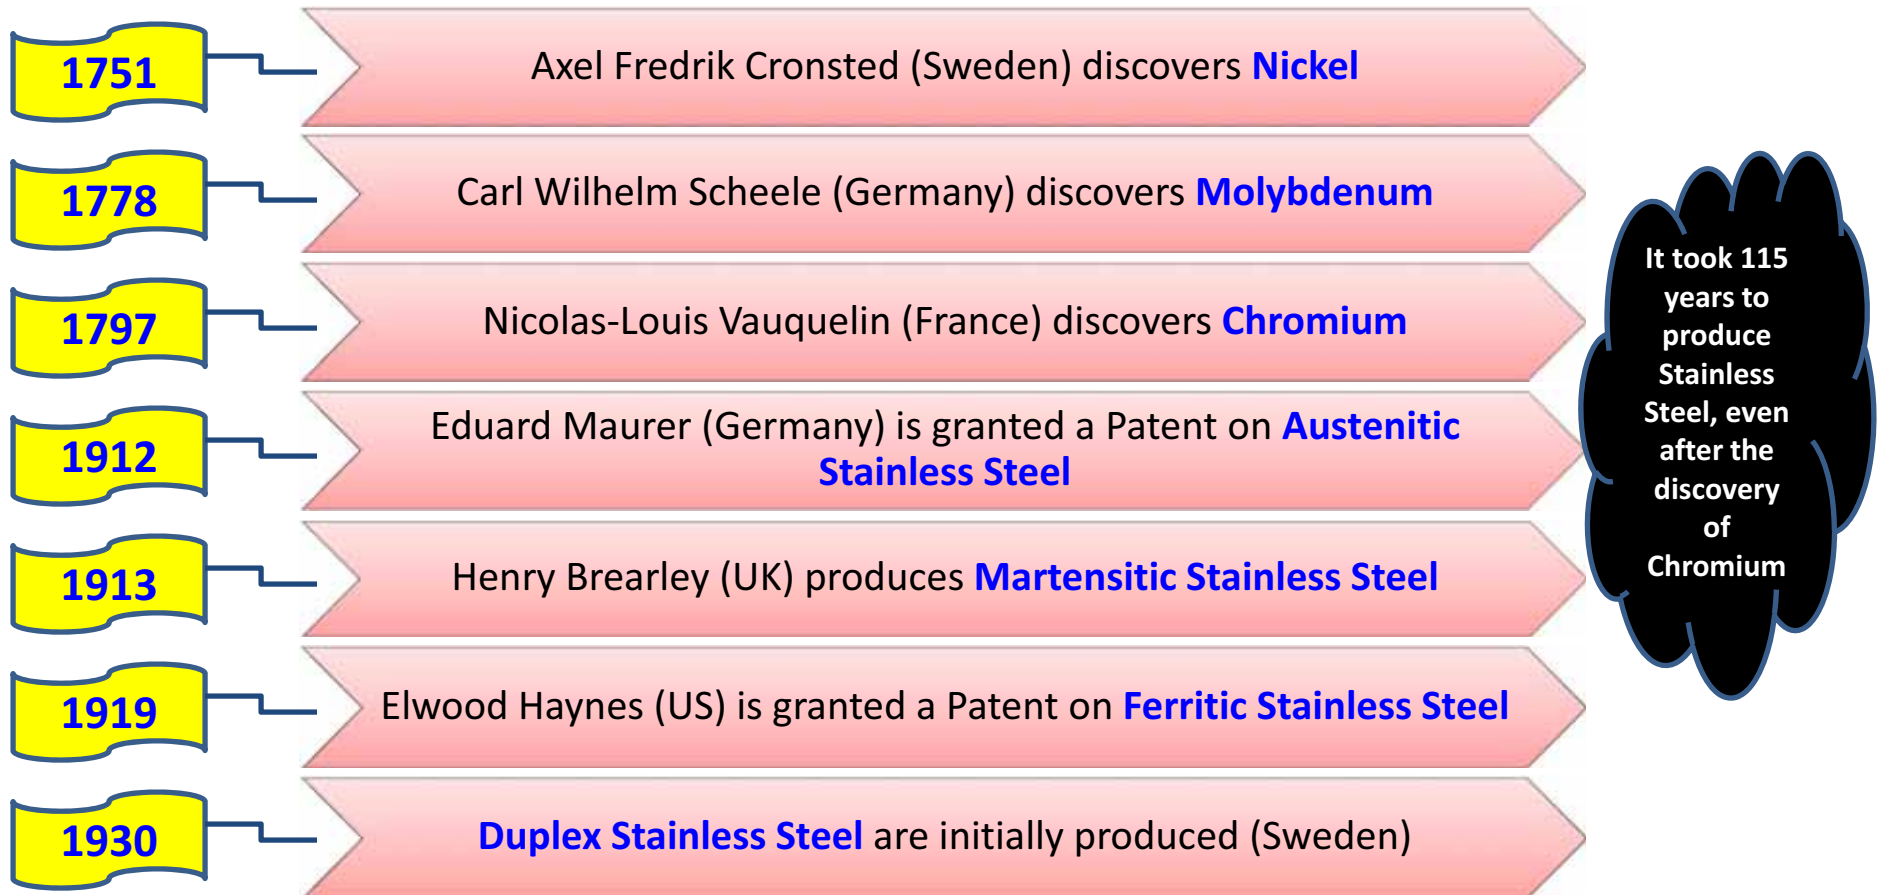 1751
Axel Fredrik Cronsted (Sweden) discovers Nickel
1778
Carl Wilhelm Scheele (Germany) discovers Molybdenum
1797
Nicolas-Louis Vauquelin (France) discovers Chromium
1912
Eduard Maurer (Germany) is granted a Patent on Austenitic
Stainless Steel
1913
Henry Brearley (UK) produces Martensitic Stainless Steel
1919
Elwood Haynes (US) is granted a Patent on Ferritic Stainless Steel
1930
Duplex Stainless Steel are initially produced (Sweden)
It took 115
years to
produce
Stainless
Steel, even
after the
discovery
of
Chromium